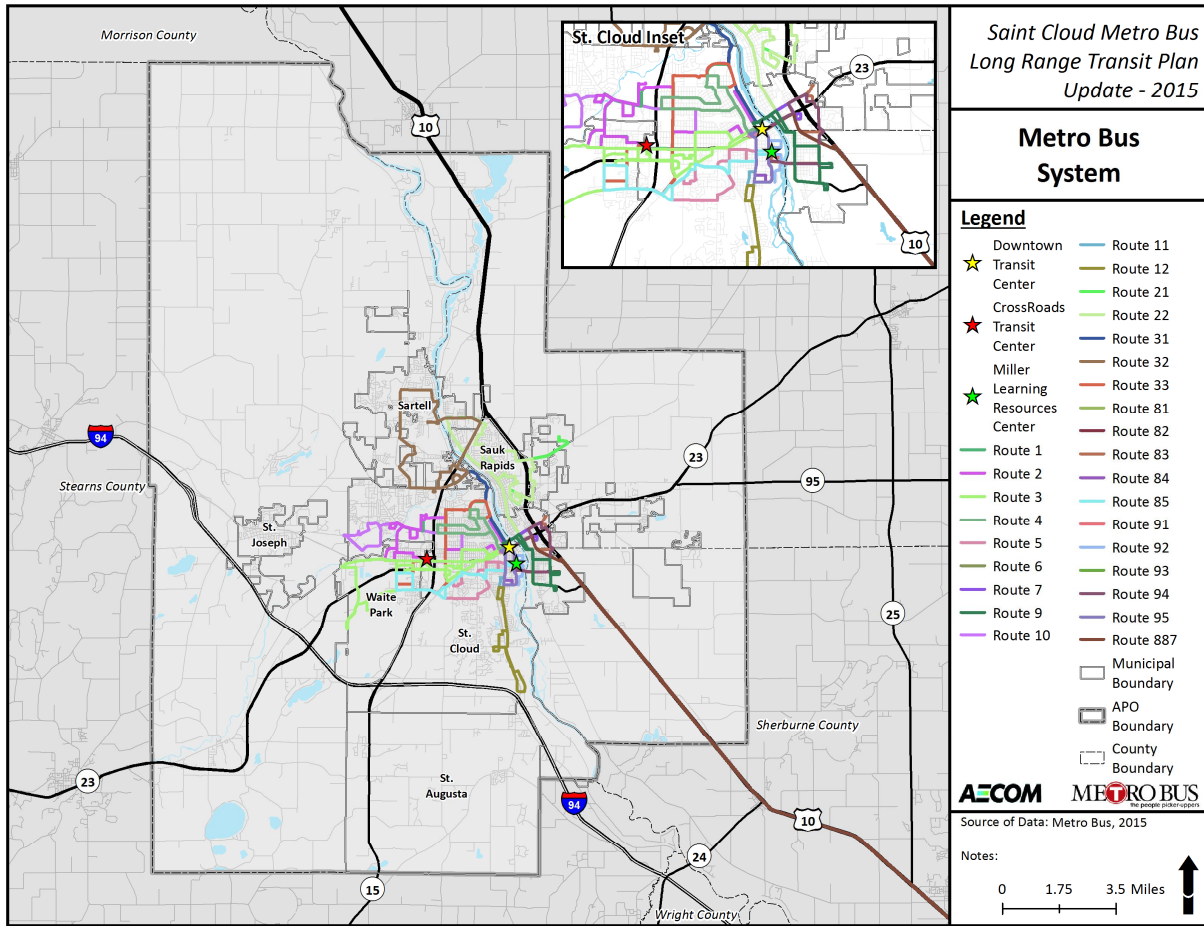 Morrison County
10
St. Cloud Inset
23
10
Sartell
Sauk
Rapids
94
Stearns County
St.
Joseph
23
95
Waite
Park
St.
Cloud
25
Sherburne County
St.
Augusta
23
94
10
24
15
Wright County
Saint Cloud Metro Bus
Long Range Transit Plan
Update - 2015
Metro Bus
System
Legend
Downtown
Transit
Center
CrossRoads
Transit
Center
Miller
Learning
Resources
Center
Route 1
Route 2
Route 3
Route 4
Route 5
Route 6
Route 7
Route 9
Route 10
Route 11
Route 12
Route 21
Route 22
Route 31
Route 32
Route 33
Route 81
Route 82
Route 83
Route 84
Route 85
Route 91
Route 92
Route 93
Route 94
Route 95
Route 887
Municipal
Boundary
APO
Boundary
County
Boundary
AECOM
METRO BUS
the people picker-uppers
Source of Data: Metro Bus, 2015
Notes:
0 1.75 3.5 Miles